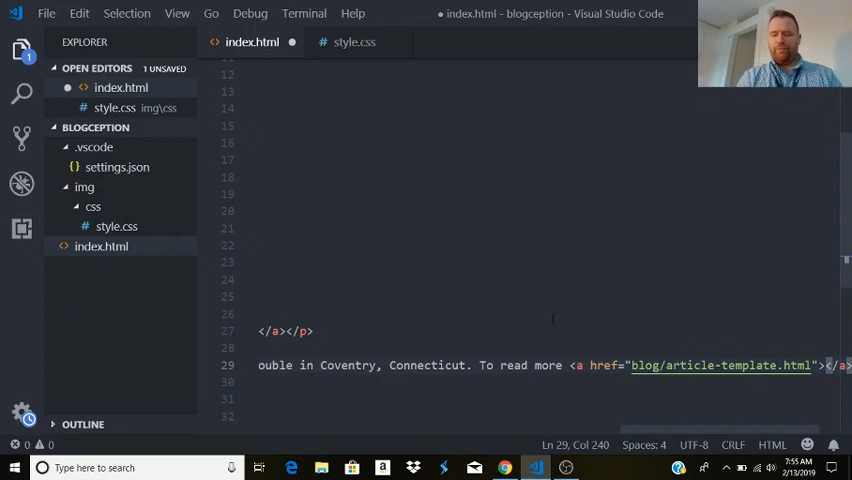 File Edit Selection View Go Debug Terminal Help
● index.html - blogception - Visual Studio Code
EXPLORER
index.html
style.css
OPEN EDITORS 1 UNSAVED
index.html
style.css img\css
BLOGCEPTION
.vscode
settings.json
img
css
style.css
index.html
OUTLINE
12
13
14
15
16
17
18
19
20
21
22
23
24
25
26
27 </a></p>
28
29 ouble in Coventry, Connecticut. To read more <a href="blog/article-template.html"></a>
30
31
32
0 0
Ln 29, Col 240 Spaces: 4 UTF-8 CRLF HTML
1
Type here to search
7:55 AM
2/13/2019